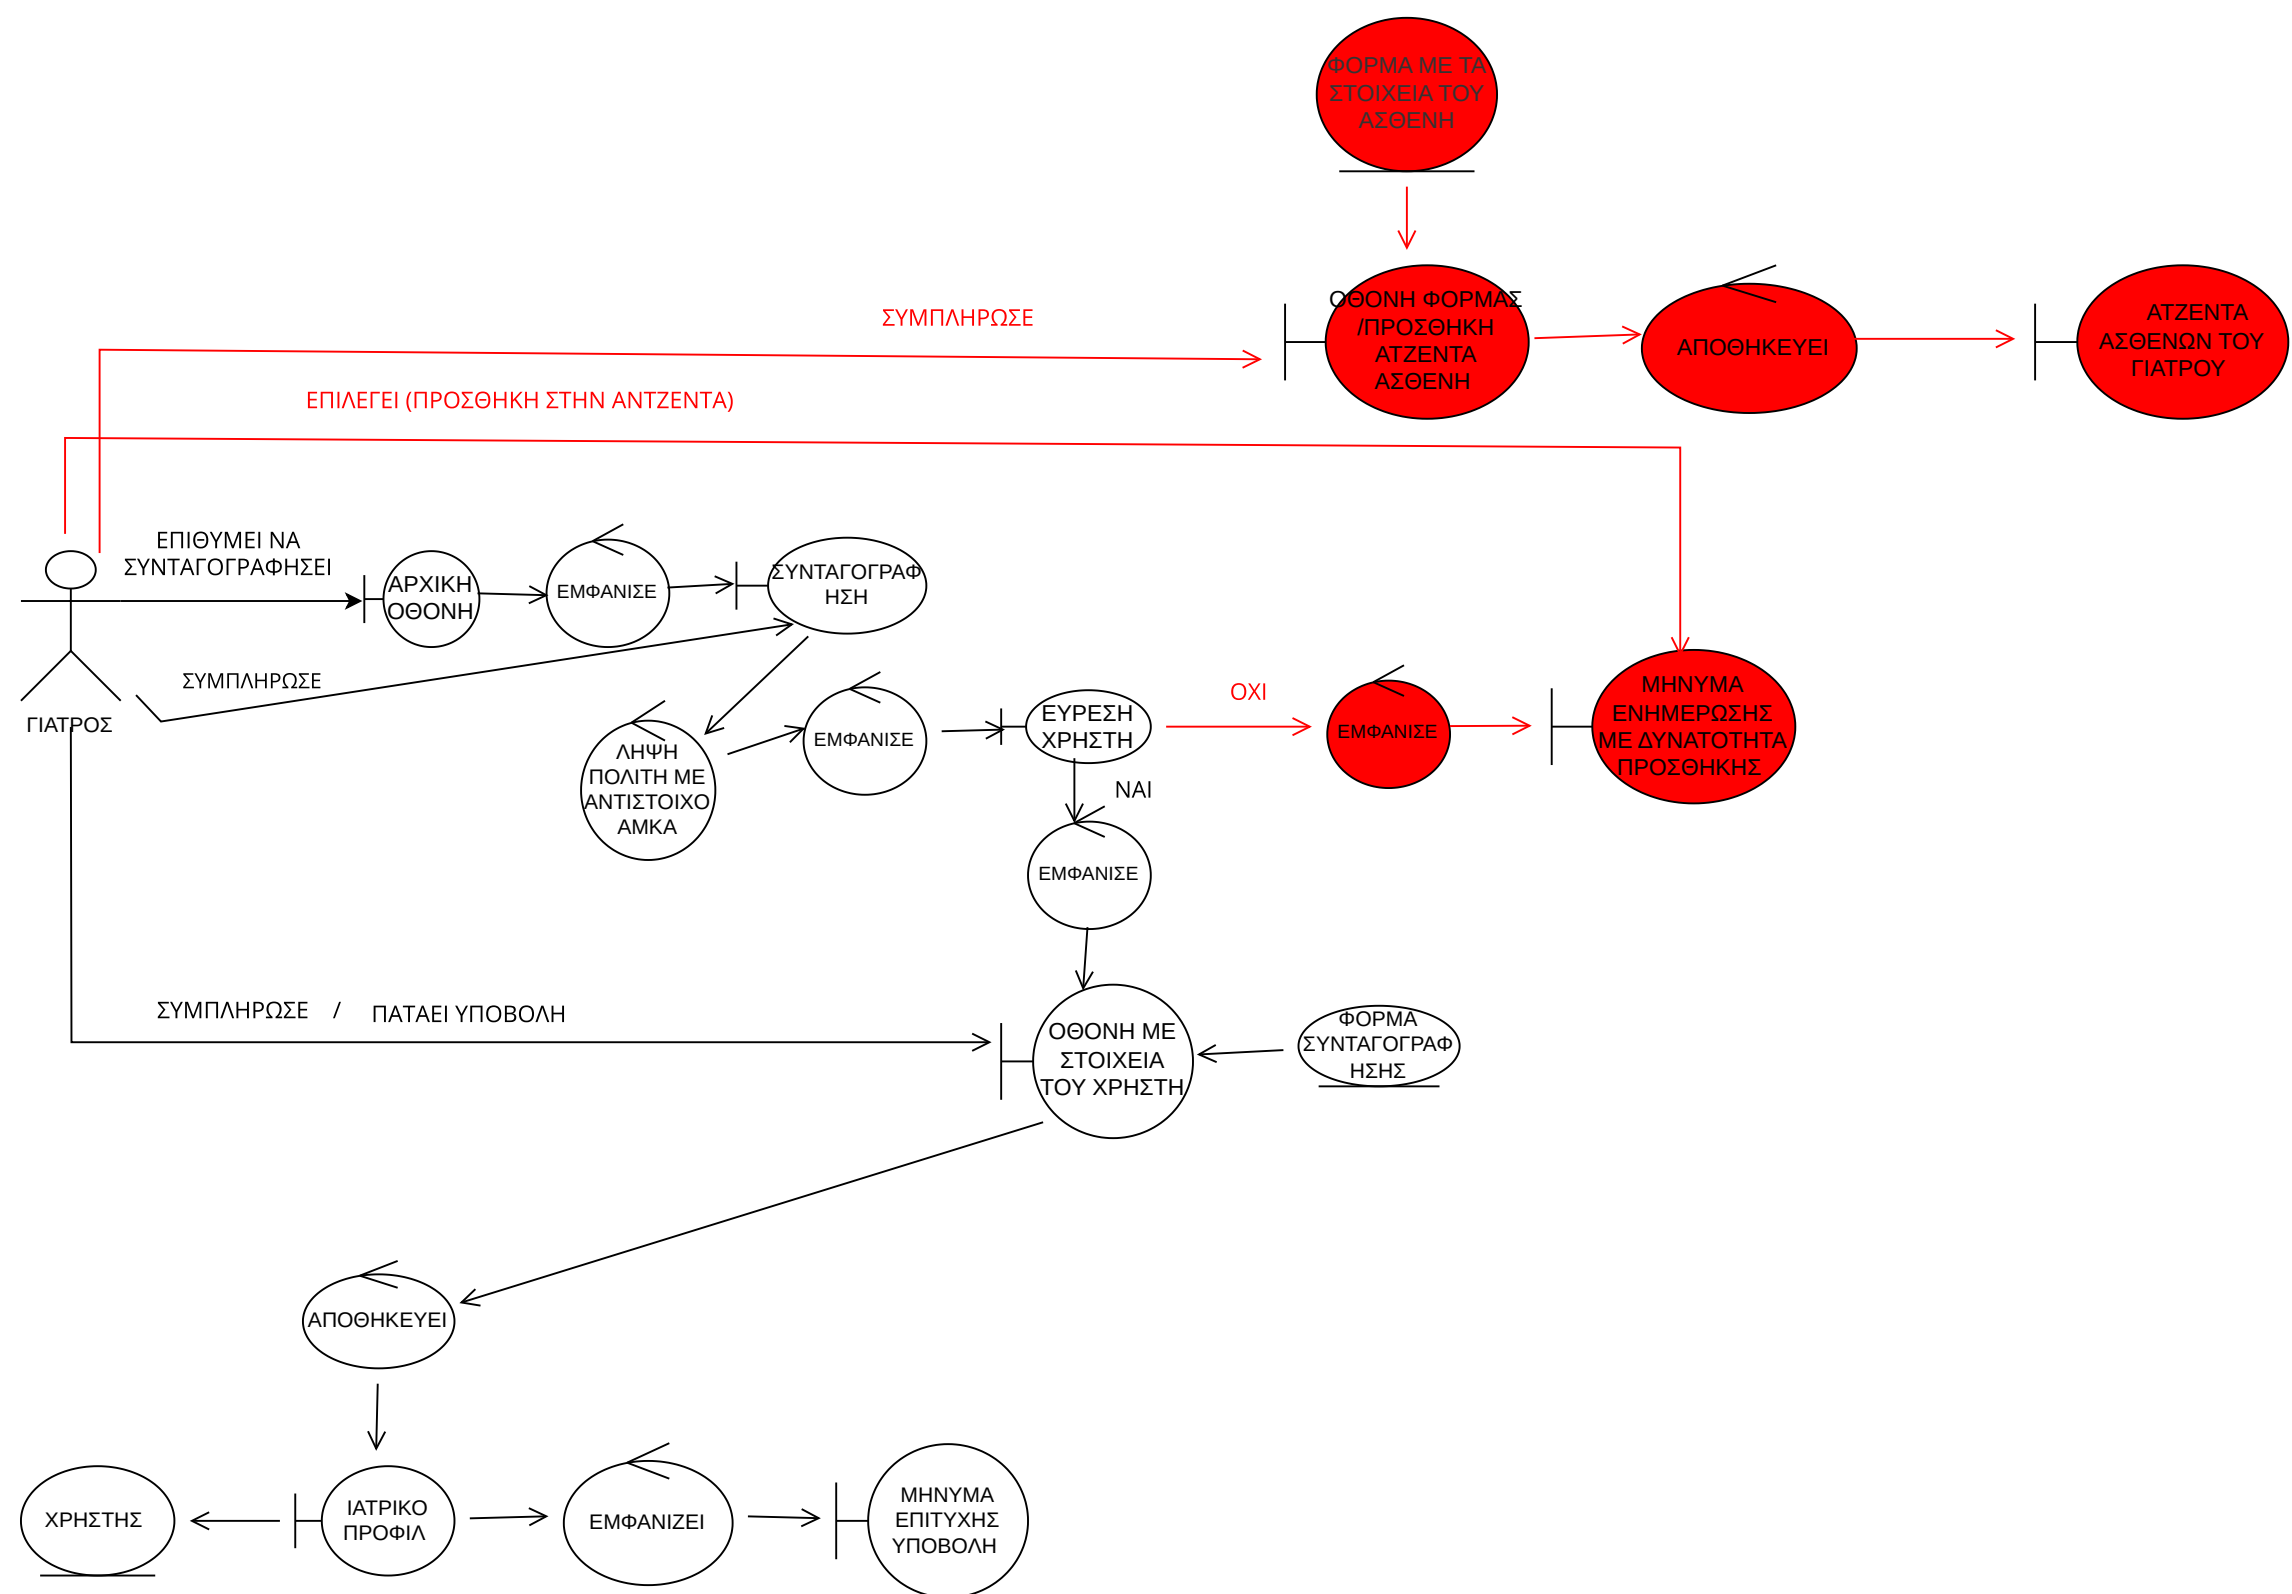 ΦΟΡΜΑ ΜΕ ΤΑ
ΣΤΟΙΧΕΙΑ ΤΟΥ
ΑΣΘΕΝΗ
ΣΥΜΠΛΗΡΩΣΕ
ΟΘΟΝΗ ΦΟΡΜΑΣ
/ΠΡΟΣΘΗΚΗ
ΑΤΖΕΝΤΑ
ΑΣΘΕΝΗ
ΑΠΟΘΗΚΕΥΕΙ
ΑΤΖΕΝΤΑ
ΑΣΘΕΝΩΝ ΤΟΥ
ΓΙΑΤΡΟΥ
ΕΠΙΛΕΓΕΙ (ΠΡΟΣΘΗΚΗ ΣΤΗΝ ΑΝΤΖΕΝΤΑ)
ΕΠΙΘΥΜΕΙ ΝΑ
ΣΥΝΤΑΓΟΓΡΑΦΗΣΕΙ
ΑΡΧΙΚΗ
ΟΘΟΝΗ
ΕΜΦΑΝΙΣΕ
ΣΥΝΤΑΓΟΓΡΑΦ
ΗΣΗ
ΣΥΜΠΛΗΡΩΣΕ
ΓΙΑΤΡΟΣ
ΛΗΨΗ
ΠΟΛΙΤΗ ΜΕ
ΑΝΤΙΣΤΟΙΧΟ
ΑΜΚΑ
ΕΜΦΑΝΙΣΕ
ΕΥΡΕΣΗ
ΧΡΗΣΤΗ
ΟΧΙ
ΕΜΦΑΝΙΣΕ
ΜΗΝΥΜΑ
ΕΝΗΜΕΡΩΣΗΣ
ΜΕ ΔΥΝΑΤΟΤΗΤΑ
ΠΡΟΣΘΗΚΗΣ
ΝΑΙ
ΕΜΦΑΝΙΣΕ
ΣΥΜΠΛΗΡΩΣΕ / ΠΑΤΑΕΙ ΥΠΟΒΟΛΗ
ΟΘΟΝΗ ΜΕ
ΣΤΟΙΧΕΙΑ
ΤΟΥ ΧΡΗΣΤΗ
ΦΟΡΜΑ
ΣΥΝΤΑΓΟΓΡΑΦ
ΗΣΗΣ
ΑΠΟΘΗΚΕΥΕΙ
ΧΡΗΣΤΗΣ
ΙΑΤΡΙΚΟ
ΠΡΟΦΙΛ
ΕΜΦΑΝΙΖΕΙ
ΜΗΝΥΜΑ
ΕΠΙΤΥΧΗΣ
ΥΠΟΒΟΛΗ